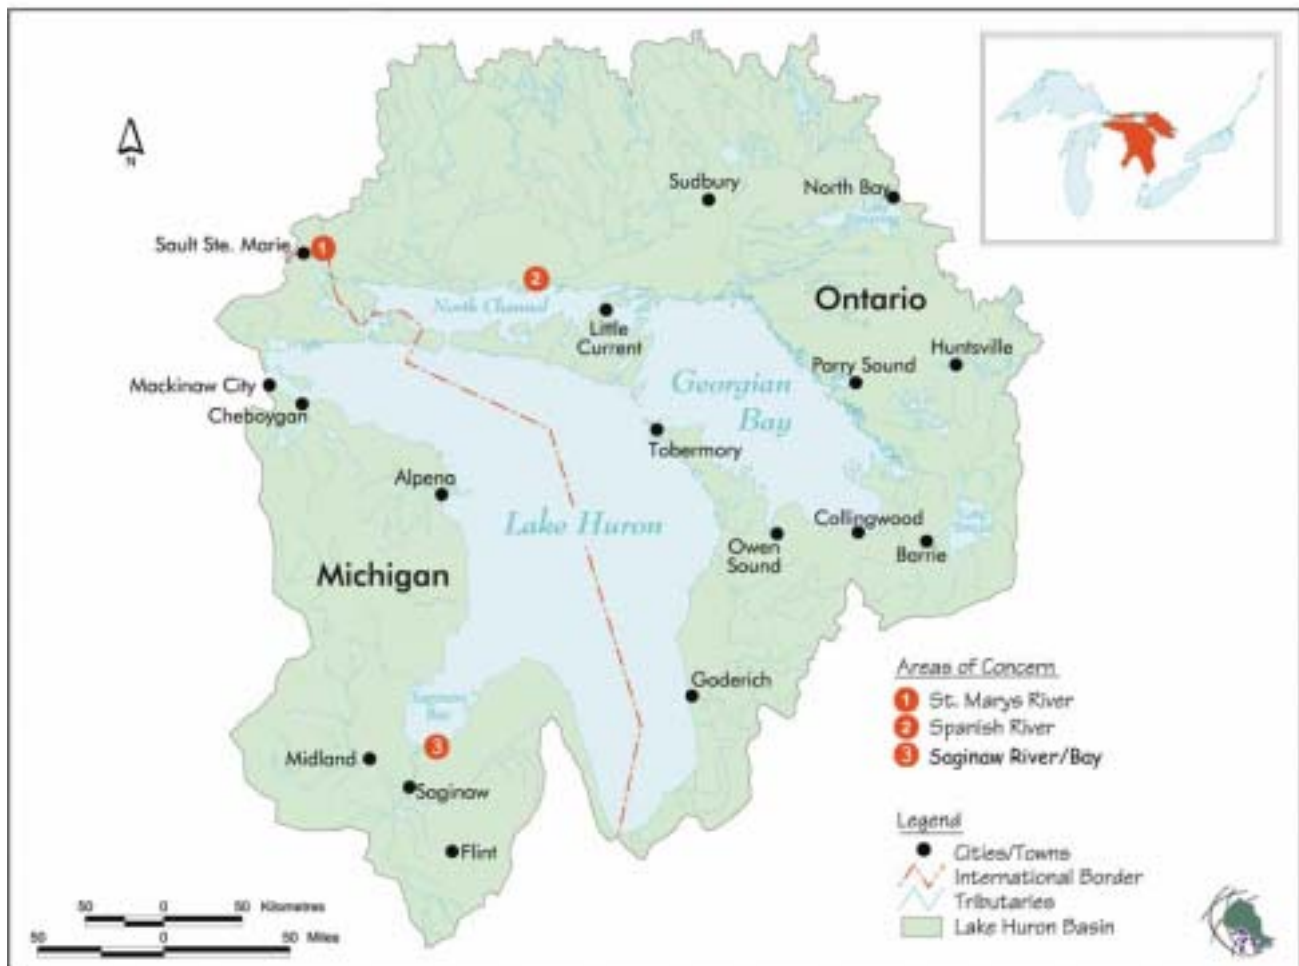 N
Sudbury
North Bay
Sault Ste. Marie
1
2
North Channel
Ontario
Little
Current
Huntsville
Parry Sound
Mackinaw City
Georgian
Bay
Cheboygan
Tobermory
Alpena
Lake Huron
Collingwood
Owen
Sound
Barrie
Michigan
Goderich
Areas of Concern
1 St. Marys River
2 Spanish River
3 Saginaw River/Bay
Saginaw
Bay
3
Midland
Saginaw
Flint
Legend
Cities/Towns
International Border
Tributaries
Lake Huron Basin
50 0 50 Kilometres
50 0 50 Miles